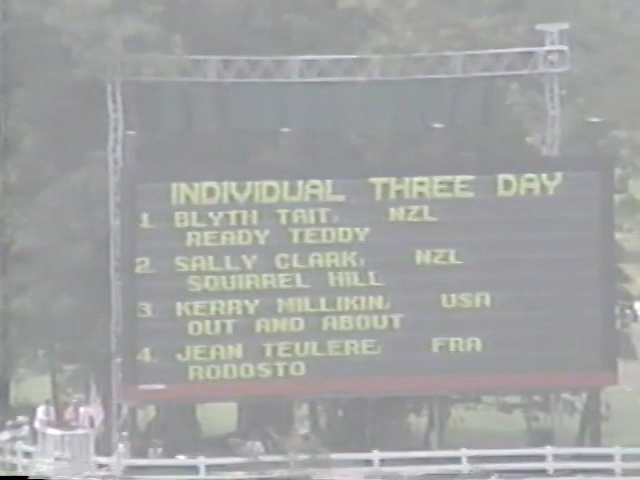 INDIVIDUAL THREE DAY
1. BLYTH TAIT, NZL
READY TEDDY
2. SALLY CLARK, NZL
SQUIRREL HILL
3. KERRY MILLIKIN, USA
OUT AND ABOUT
4. JEAN TEULERE, FRA
RODOSTO